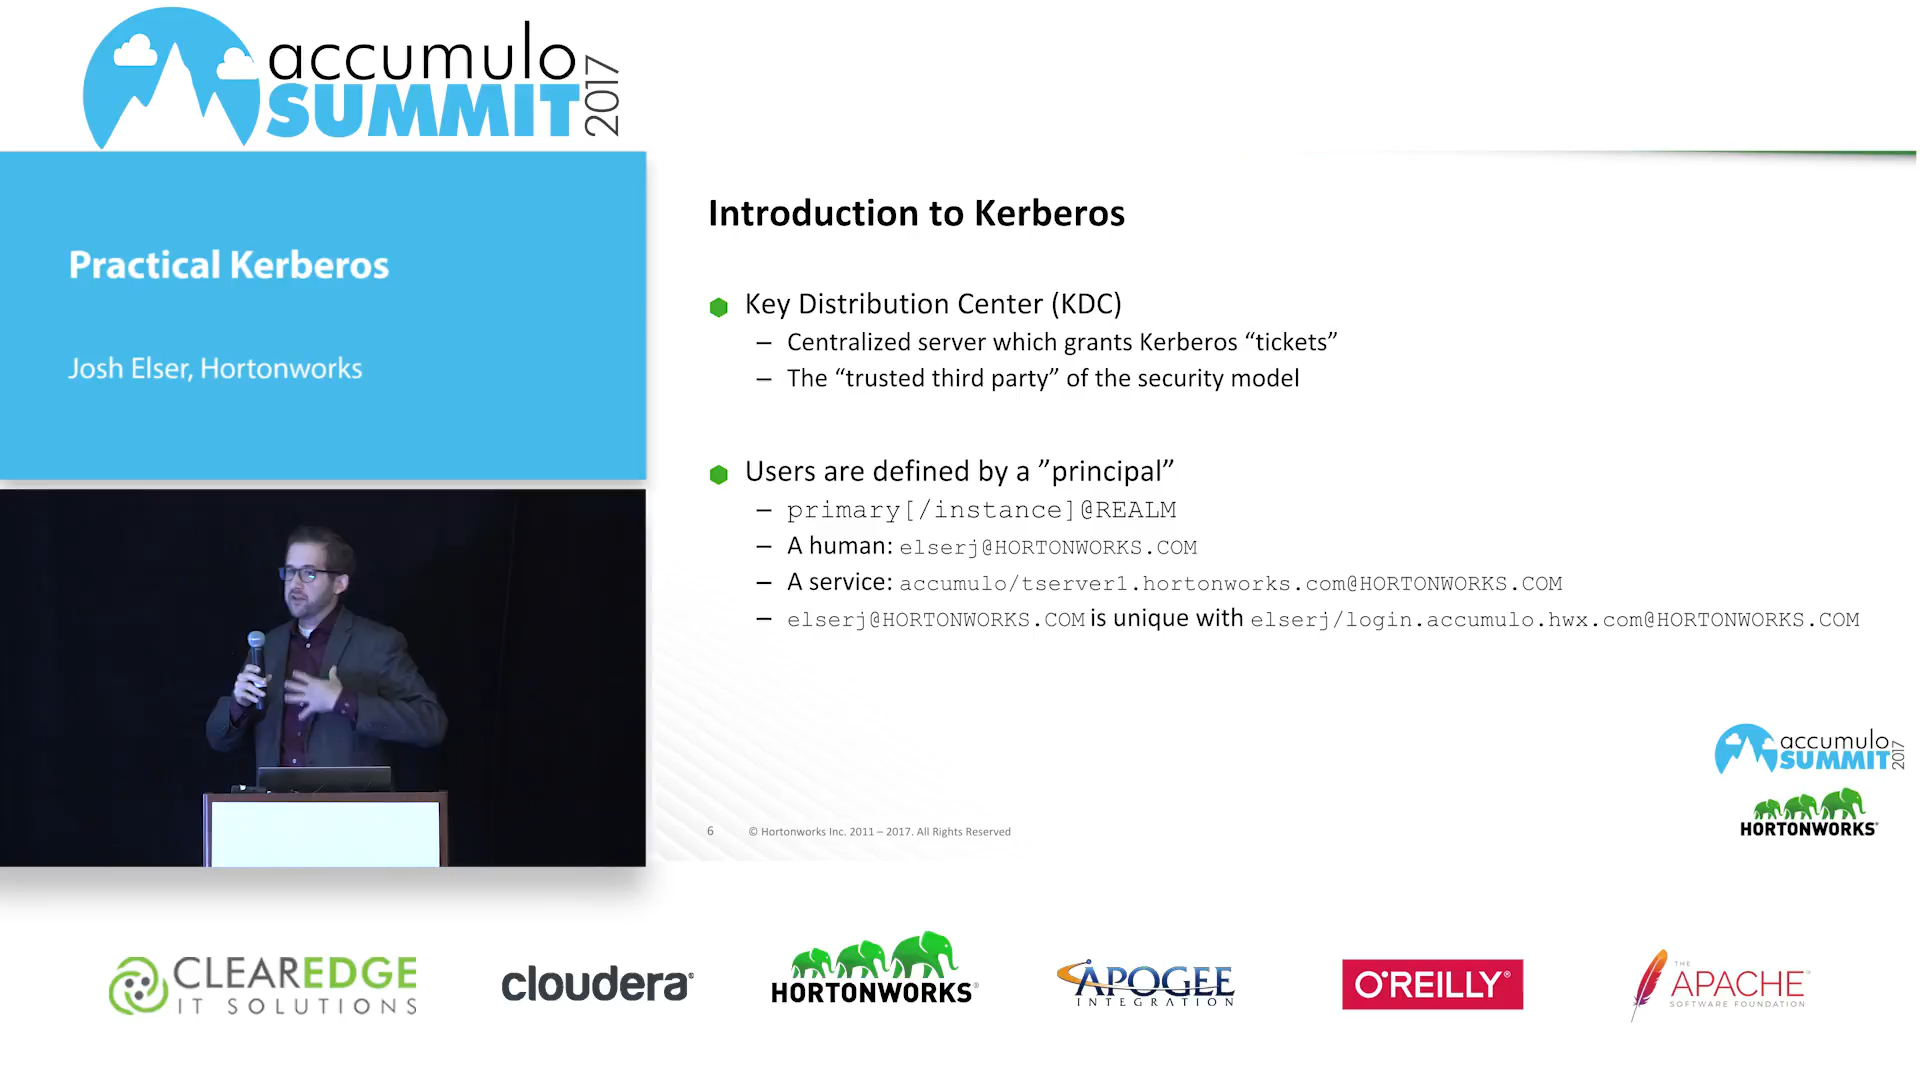 accumulo
SUMMIT
2017
Practical Kerberos
Josh Elser, Hortonworks
Introduction to Kerberos
Key Distribution Center (KDC)
– Centralized server which grants Kerberos “tickets”
– The “trusted third party” of the security model
Users are defined by a ”principal”
– primary[/instance]@REALM
– A human: elserj@HORTONWORKS.COM
– A service: accumulo/tserver1.hortonworks.com@HORTONWORKS.COM
– elserj@HORTONWORKS.COM is unique with elserj/login.accumulo.hwx.com@HORTONWORKS.COM
accumulo
SUMMIT
2017
HORTONWORKS®
6 © Hortonworks Inc. 2011 – 2017. All Rights Reserved
CLEAREDGE
IT SOLUTIONS
cloudera®
HORTONWORKS®
APOGEE
INTEGRATION
O'REILLY®
THE
APACHE®
SOFTWARE FOUNDATION